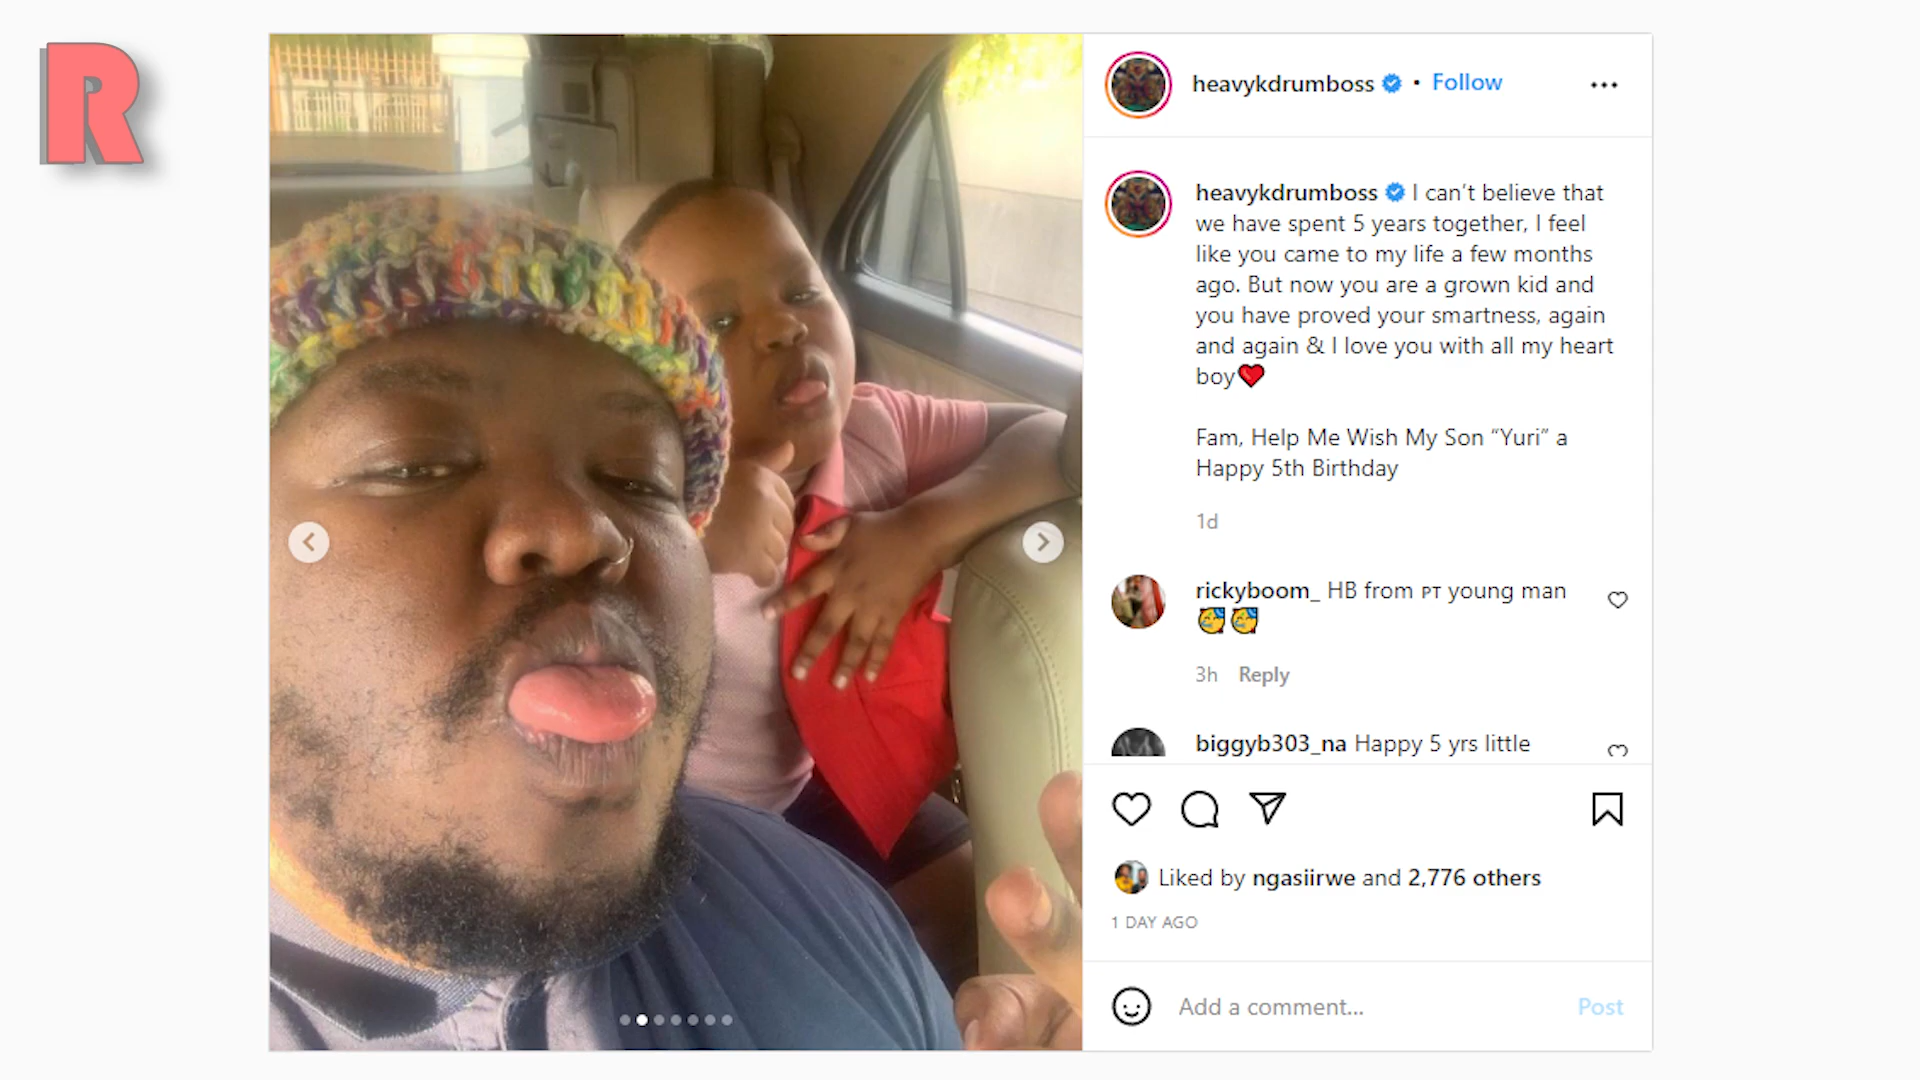 R
heavykdrumboss • Follow
heavykdrumboss I can’t believe that
we have spent 5 years together, I feel
like you came to my life a few months
ago. But now you are a grown kid and
you have proved your smartness, again
and again & I love you with all my heart
boy❤️
Fam, Help Me Wish My Son “Yuri” a
Happy 5th Birthday
1d
rickyboom_ HB from ᴘᴛ young man
🥳🥳
3h Reply
biggyb303_na Happy 5 yrs little
Liked by ngasiirwe and 2,776 others
1 DAY AGO
Add a comment... Post